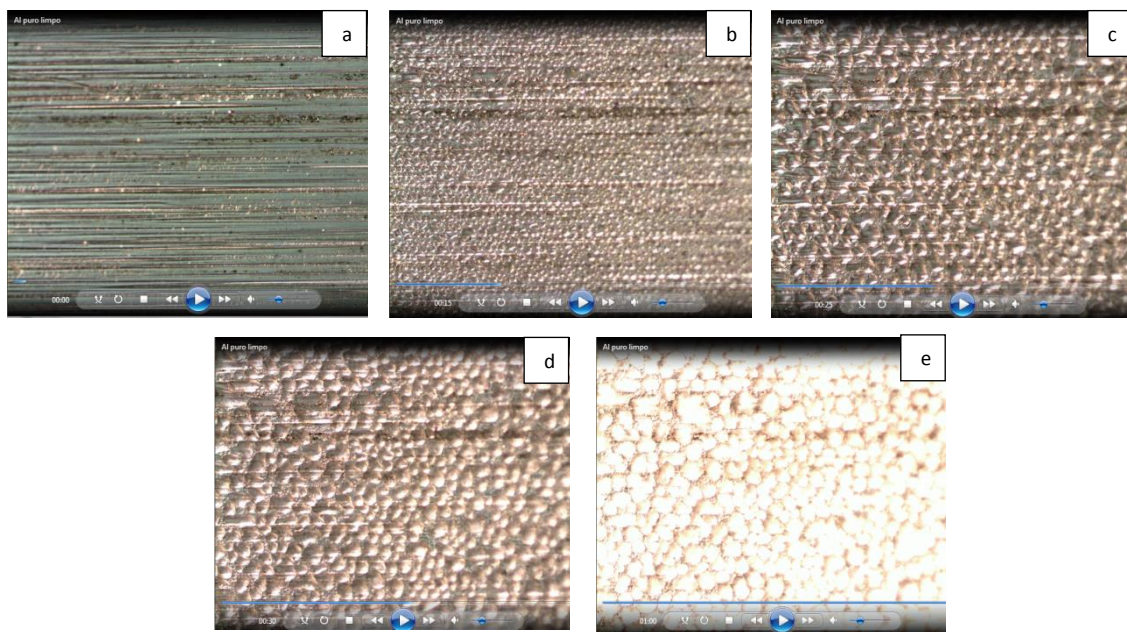 Al puro limpo
a
00:00
Al puro limpo
b
00:15
Al puro limpo
c
00:25
Al puro limpo
d
00:30
Al puro limpo
e
01:00